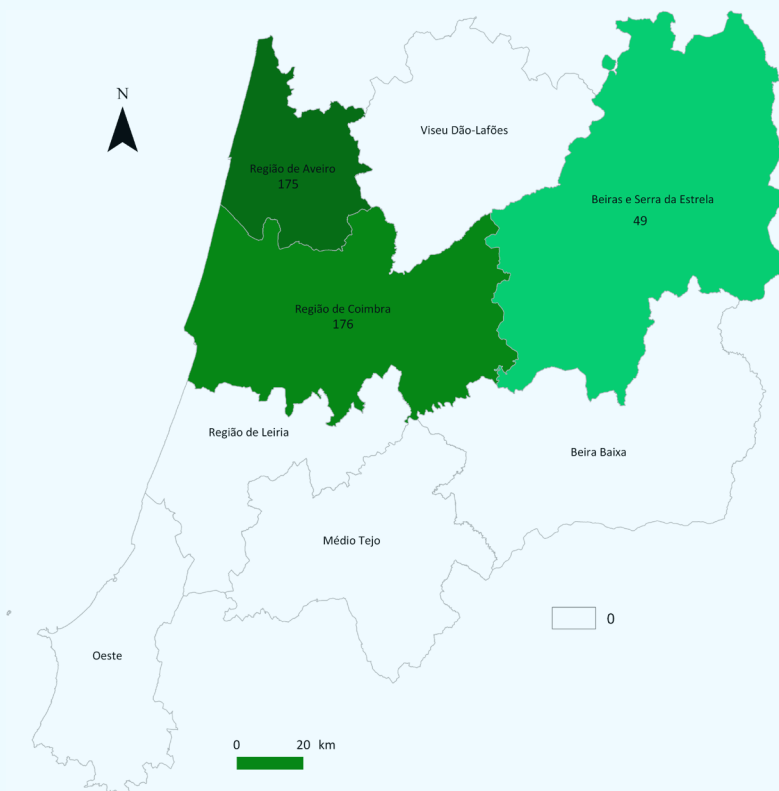 N
Viseu Dão-Lafões
Região de Aveiro
175
Beiras e Serra da Estrela
49
Região de Coimbra
176
Região de Leiria
Beira Baixa
Médio Tejo
0
Oeste
0 20 km